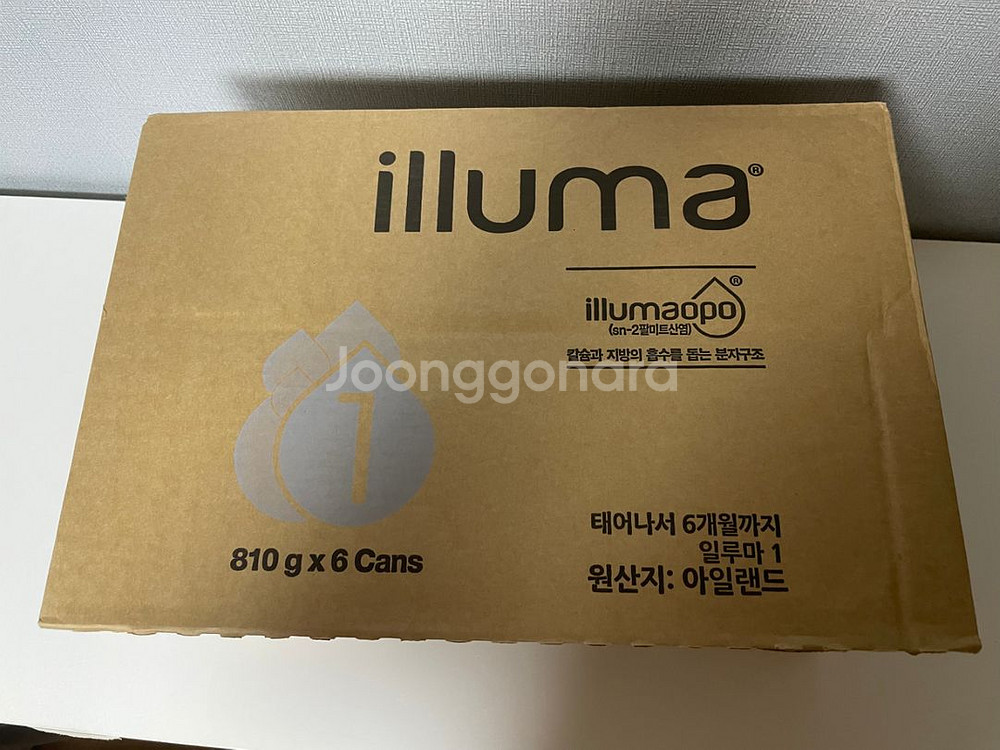 illuma®
illumaopo®
(sn-2팔미트산염)
칼슘과 지방의 흡수를 돕는 분자구조
Joonggonara
1
810 g x 6 Cans
태어나서 6개월까지
일루마 1
원산지: 아일랜드